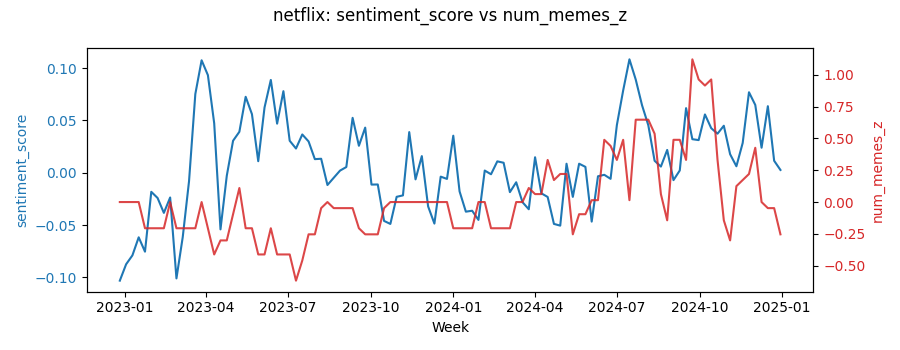 netflix: sentiment_score vs num_memes_z
sentiment_score
0.10
0.05
0.00
−0.05
−0.10
1.00
0.75
0.50
0.25
0.00
−0.25
−0.50
num_memes_z
2023-01 2023-04 2023-07 2023-10 2024-01 2024-04 2024-07 2024-10 2025-01
Week